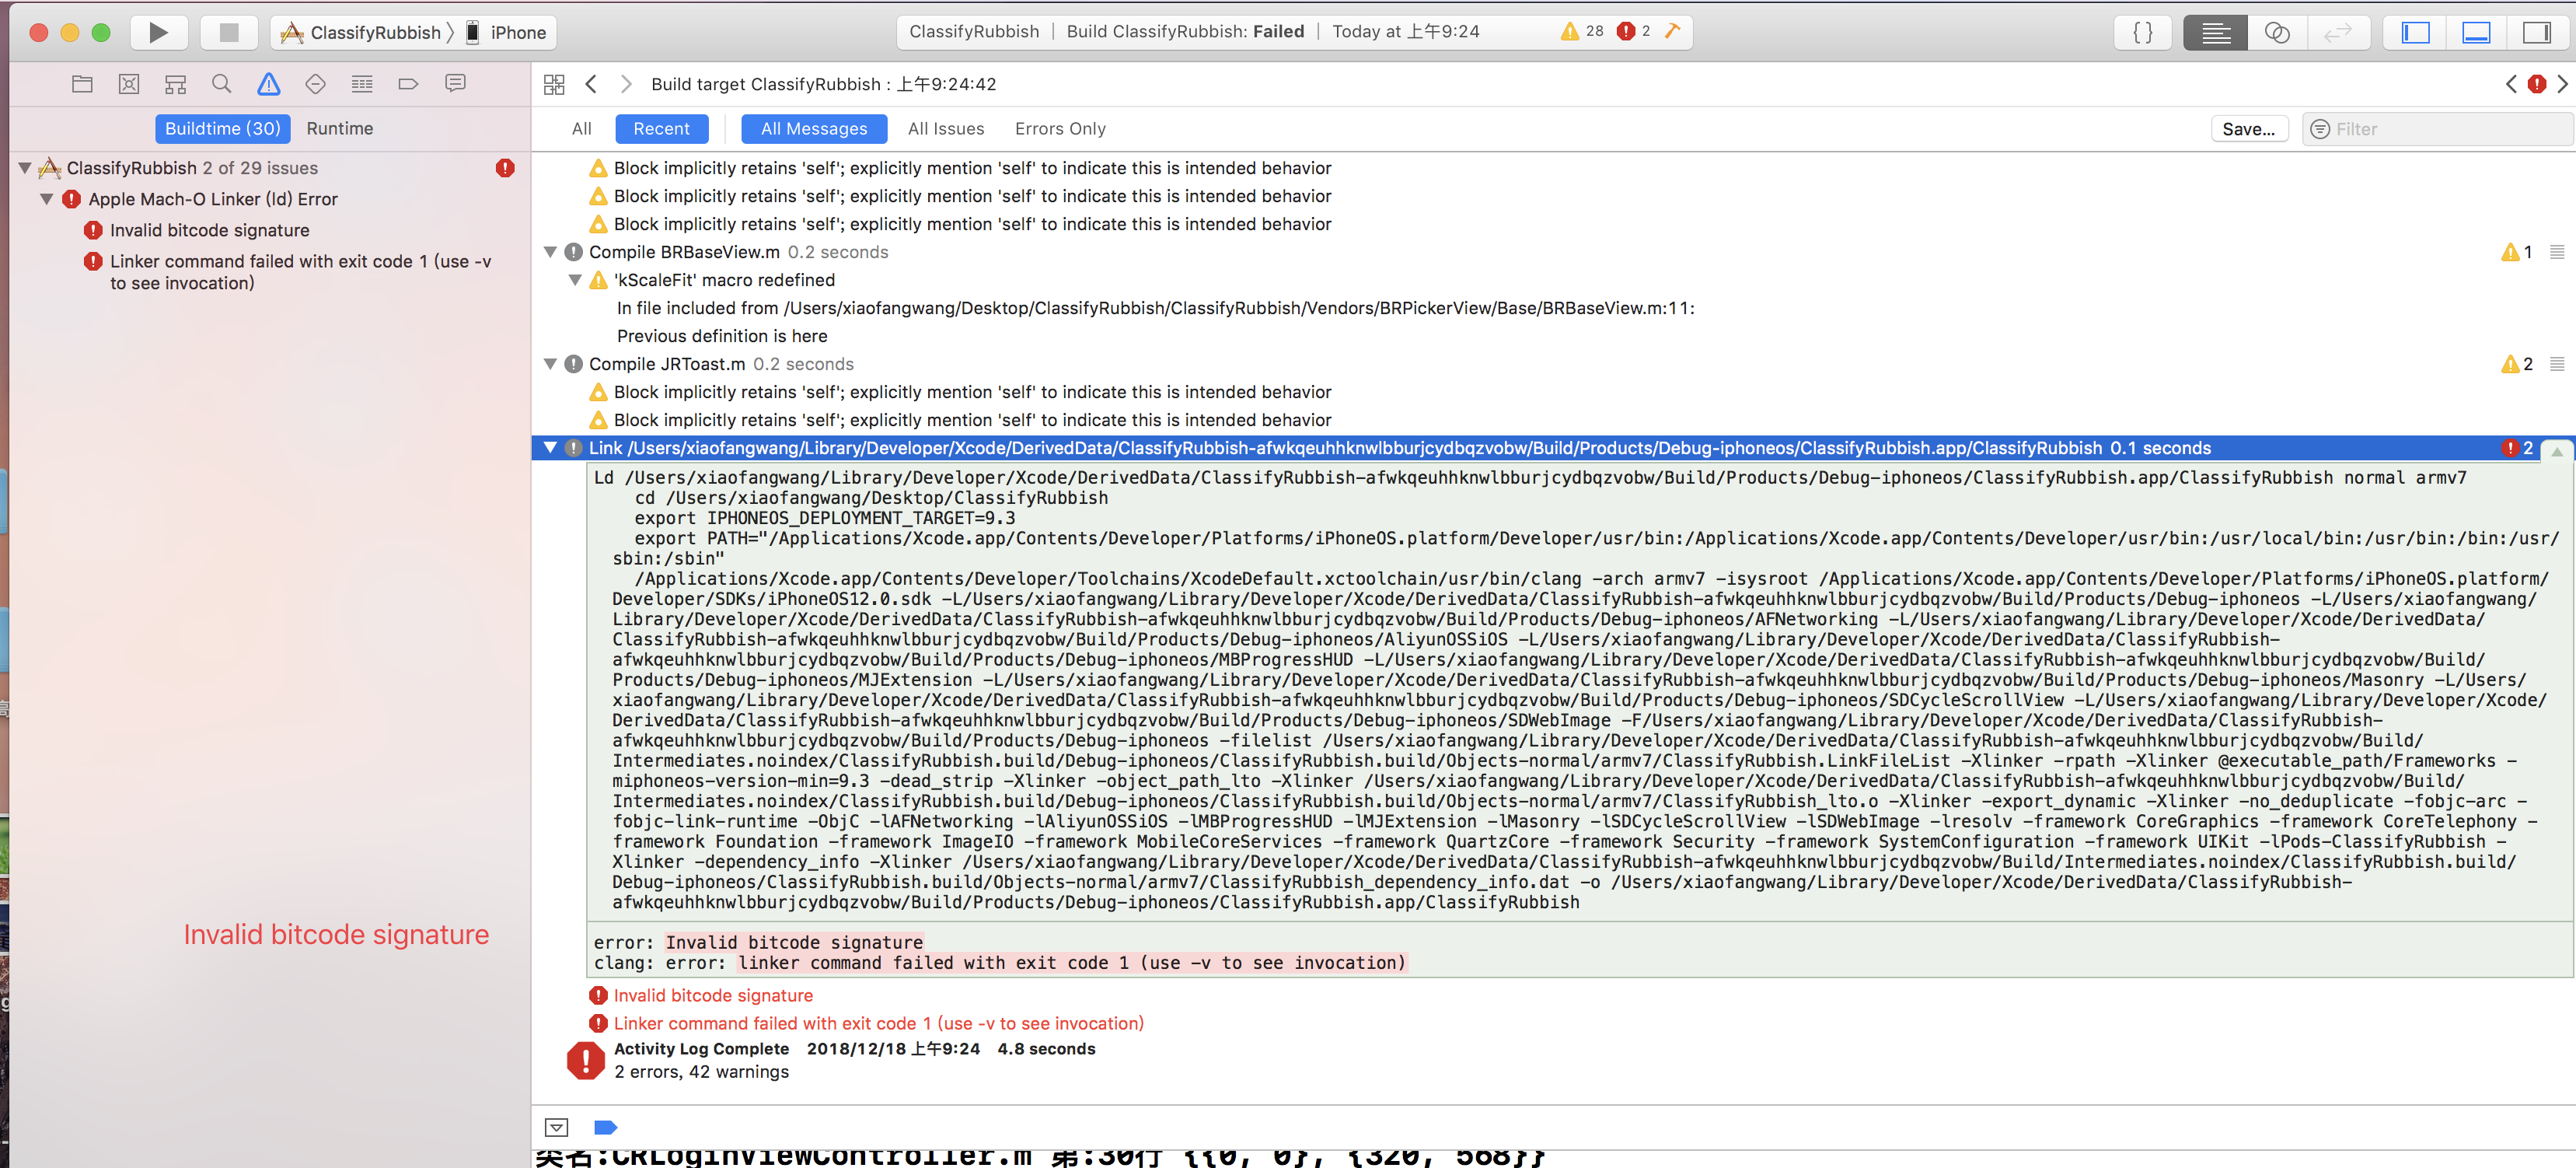 ClassifyRubbish 〉 iPhone
ClassifyRubbish | Build ClassifyRubbish: Failed | Today at 上午9:24
28 2
{}
Build target ClassifyRubbish : 上午9:24:42
Buildtime (30) Runtime
All Recent All Messages All Issues Errors Only
Save... Filter
ClassifyRubbish 2 of 29 issues
Apple Mach-O Linker (ld) Error
Invalid bitcode signature
Linker command failed with exit code 1 (use -v
to see invocation)
Invalid bitcode signature
Block implicitly retains 'self'; explicitly mention 'self' to indicate this is intended behavior
Block implicitly retains 'self'; explicitly mention 'self' to indicate this is intended behavior
Block implicitly retains 'self'; explicitly mention 'self' to indicate this is intended behavior
Compile BRBaseView.m 0.2 seconds 1
'kScaleFit' macro redefined
In file included from /Users/xiaofangwang/Desktop/ClassifyRubbish/ClassifyRubbish/Vendors/BRPickerView/Base/BRBaseView.m:11:
Previous definition is here
Compile JRToast.m 0.2 seconds 2
Block implicitly retains 'self'; explicitly mention 'self' to indicate this is intended behavior
Block implicitly retains 'self'; explicitly mention 'self' to indicate this is intended behavior
Link /Users/xiaofangwang/Library/Developer/Xcode/DerivedData/ClassifyRubbish-afwkqeuhhknwlbburjcydbqzvobw/Build/Products/Debug-iphoneos/ClassifyRubbish.app/ClassifyRubbish 0.1 seconds 2
Ld /Users/xiaofangwang/Library/Developer/Xcode/DerivedData/ClassifyRubbish-afwkqeuhhknwlbburjcydbqzvobw/Build/Products/Debug-iphoneos/ClassifyRubbish.app/ClassifyRubbish normal armv7
cd /Users/xiaofangwang/Desktop/ClassifyRubbish
export IPHONEOS_DEPLOYMENT_TARGET=9.3
export PATH="/Applications/Xcode.app/Contents/Developer/Platforms/iPhoneOS.platform/Developer/usr/bin:/Applications/Xcode.app/Contents/Developer/usr/bin:/usr/local/bin:/usr/bin:/bin:/usr/
sbin:/sbin"
/Applications/Xcode.app/Contents/Developer/Toolchains/XcodeDefault.xctoolchain/usr/bin/clang -arch armv7 -isysroot /Applications/Xcode.app/Contents/Developer/Platforms/iPhoneOS.platform/
Developer/SDKs/iPhoneOS12.0.sdk -L/Users/xiaofangwang/Library/Developer/Xcode/DerivedData/ClassifyRubbish-afwkqeuhhknwlbburjcydbqzvobw/Build/Products/Debug-iphoneos -L/Users/xiaofangwang/
Library/Developer/Xcode/DerivedData/ClassifyRubbish-afwkqeuhhknwlbburjcydbqzvobw/Build/Products/Debug-iphoneos/AFNetworking -L/Users/xiaofangwang/Library/Developer/Xcode/DerivedData/
ClassifyRubbish-afwkqeuhhknwlbburjcydbqzvobw/Build/Products/Debug-iphoneos/AliyunOSSiOS -L/Users/xiaofangwang/Library/Developer/Xcode/DerivedData/ClassifyRubbish-
afwkqeuhhknwlbburjcydbqzvobw/Build/Products/Debug-iphoneos/MBProgressHUD -L/Users/xiaofangwang/Library/Developer/Xcode/DerivedData/ClassifyRubbish-afwkqeuhhknwlbburjcydbqzvobw/Build/
Products/Debug-iphoneos/MJExtension -L/Users/xiaofangwang/Library/Developer/Xcode/DerivedData/ClassifyRubbish-afwkqeuhhknwlbburjcydbqzvobw/Build/Products/Debug-iphoneos/Masonry -L/Users/
xiaofangwang/Library/Developer/Xcode/DerivedData/ClassifyRubbish-afwkqeuhhknwlbburjcydbqzvobw/Build/Products/Debug-iphoneos/SDCycleScrollView -L/Users/xiaofangwang/Library/Developer/Xcode/
DerivedData/ClassifyRubbish-afwkqeuhhknwlbburjcydbqzvobw/Build/Products/Debug-iphoneos/SDWebImage -F/Users/xiaofangwang/Library/Developer/Xcode/DerivedData/ClassifyRubbish-
afwkqeuhhknwlbburjcydbqzvobw/Build/Products/Debug-iphoneos -filelist /Users/xiaofangwang/Library/Developer/Xcode/DerivedData/ClassifyRubbish-afwkqeuhhknwlbburjcydbqzvobw/Build/
Intermediates.noindex/ClassifyRubbish.build/Debug-iphoneos/ClassifyRubbish.build/Objects-normal/armv7/ClassifyRubbish.LinkFileList -Xlinker -rpath -Xlinker @executable_path/Frameworks -
miphoneos-version-min=9.3 -dead_strip -Xlinker -object_path_lto -Xlinker /Users/xiaofangwang/Library/Developer/Xcode/DerivedData/ClassifyRubbish-afwkqeuhhknwlbburjcydbqzvobw/Build/
Intermediates.noindex/ClassifyRubbish.build/Debug-iphoneos/ClassifyRubbish.build/Objects-normal/armv7/ClassifyRubbish_lto.o -Xlinker -export_dynamic -Xlinker -no_deduplicate -fobjc-arc -
fobjc-link-runtime -ObjC -lAFNetworking -lAliyunOSSiOS -lMBProgressHUD -lMJExtension -lMasonry -lSDCycleScrollView -lSDWebImage -lresolv -framework CoreGraphics -framework CoreTelephony -
framework Foundation -framework ImageIO -framework MobileCoreServices -framework QuartzCore -framework Security -framework SystemConfiguration -framework UIKit -lPods-ClassifyRubbish -
Xlinker -dependency_info -Xlinker /Users/xiaofangwang/Library/Developer/Xcode/DerivedData/ClassifyRubbish-afwkqeuhhknwlbburjcydbqzvobw/Build/Intermediates.noindex/ClassifyRubbish.build/
Debug-iphoneos/ClassifyRubbish.build/Objects-normal/armv7/ClassifyRubbish_dependency_info.dat -o /Users/xiaofangwang/Library/Developer/Xcode/DerivedData/ClassifyRubbish-
afwkqeuhhknwlbburjcydbqzvobw/Build/Products/Debug-iphoneos/ClassifyRubbish.app/ClassifyRubbish
error: Invalid bitcode signature
clang: error: linker command failed with exit code 1 (use -v to see invocation)
Invalid bitcode signature
Linker command failed with exit code 1 (use -v to see invocation)
Activity Log Complete 2018/12/18 上午9:24 4.8 seconds
2 errors, 42 warnings
类名:CRLoginViewController.m 第:30行 {{0, 0}, {320, 568}}